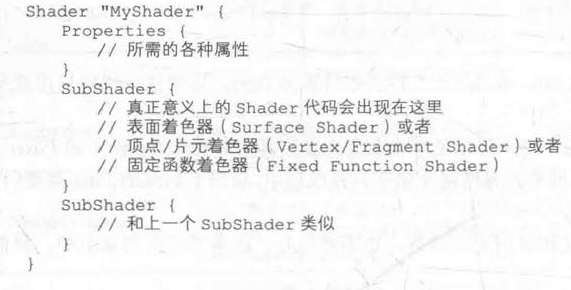 Shader "MyShader" {
    Properties {
        // 所需的各种属性
    }
    SubShader {
        // 真正意义上的 Shader 代码会出现在这里
        // 表面着色器（Surface Shader）或者
        // 顶点/片元着色器（Vertex/Fragment Shader）或者
        // 固定函数着色器（Fixed Function Shader）
    }
    SubShader {
        // 和上一个 SubShader 类似
    }
}